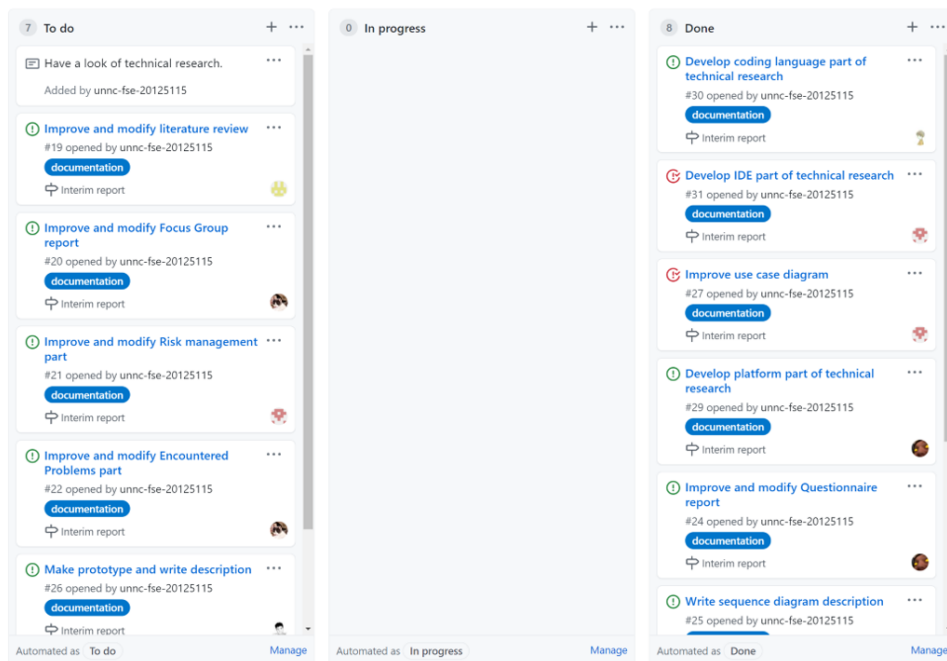 7 To do
Have a look of technical research.
Added by unnc-fse-20125115
Improve and modify literature review
#19 opened by unnc-fse-20125115
documentation
Interim report
Improve and modify Focus Group
report
#20 opened by unnc-fse-20125115
documentation
Interim report
Improve and modify Risk management
part
#21 opened by unnc-fse-20125115
documentation
Interim report
Improve and modify Encountered
Problems part
#22 opened by unnc-fse-20125115
documentation
Interim report
Make prototype and write description
#26 opened by unnc-fse-20125115
documentation
Interim report
Automated as To do Manage
0 In progress
Automated as In progress Manage
8 Done
Develop coding language part of
technical research
#30 opened by unnc-fse-20125115
documentation
Interim report
Develop IDE part of technical research
#31 opened by unnc-fse-20125115
documentation
Interim report
Improve use case diagram
#27 opened by unnc-fse-20125115
documentation
Interim report
Develop platform part of technical
research
#29 opened by unnc-fse-20125115
documentation
Interim report
Improve and modify Questionnaire
report
#24 opened by unnc-fse-20125115
documentation
Interim report
Write sequence diagram description
#25 opened by unnc-fse-20125115
Automated as Done Manage